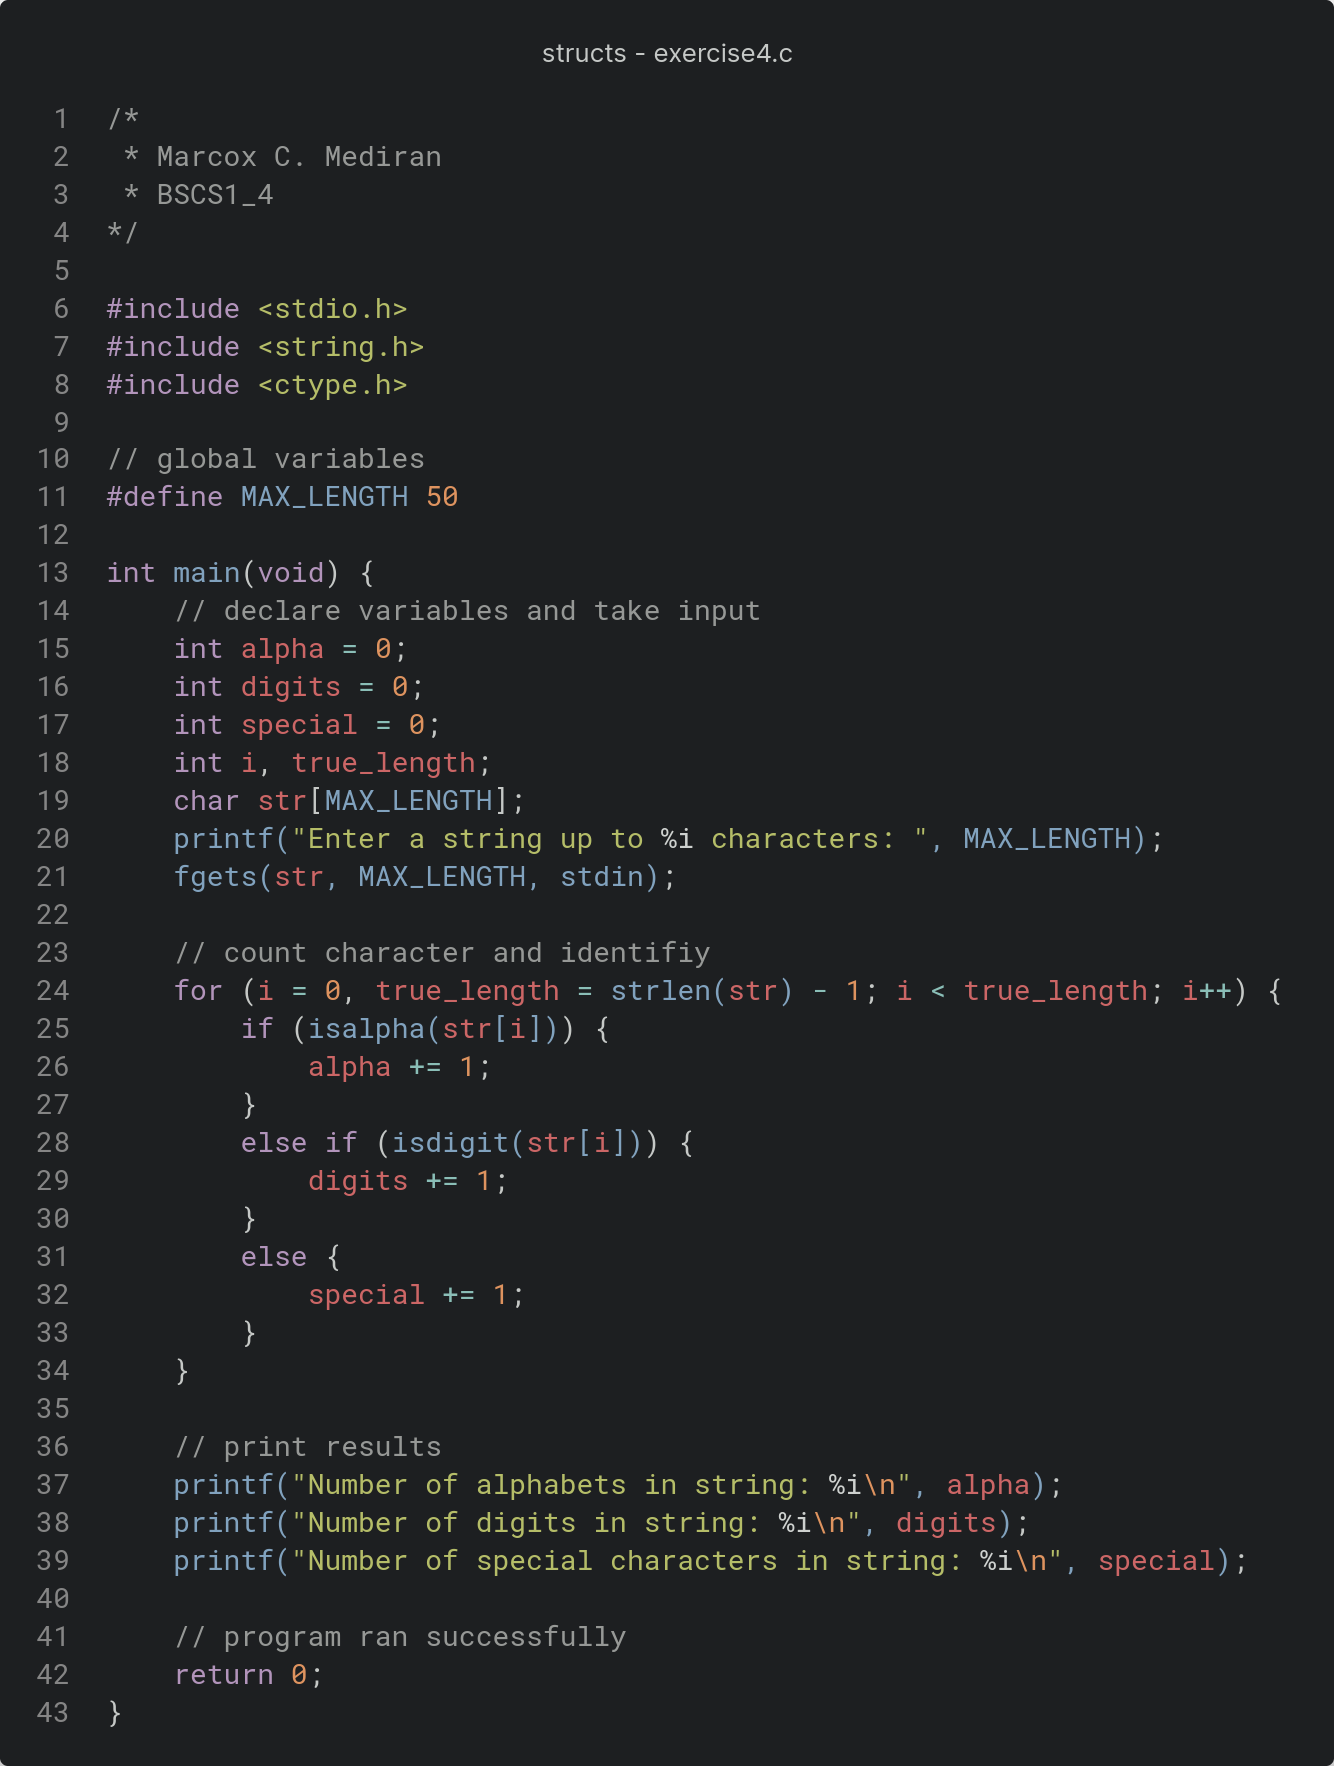 structs - exercise4.c
1 /*
2  * Marcox C. Mediran
3  * BSCS1_4
4 */
5
6 #include <stdio.h>
7 #include <string.h>
8 #include <ctype.h>
9
10 // global variables
11 #define MAX_LENGTH 50
12
13 int main(void) {
14     // declare variables and take input
15     int alpha = 0;
16     int digits = 0;
17     int special = 0;
18     int i, true_length;
19     char str[MAX_LENGTH];
20     printf("Enter a string up to %i characters: ", MAX_LENGTH);
21     fgets(str, MAX_LENGTH, stdin);
22
23     // count character and identifiy
24     for (i = 0, true_length = strlen(str) - 1; i < true_length; i++) {
25         if (isalpha(str[i])) {
26             alpha += 1;
27         }
28         else if (isdigit(str[i])) {
29             digits += 1;
30         }
31         else {
32             special += 1;
33         }
34     }
35
36     // print results
37     printf("Number of alphabets in string: %i\n", alpha);
38     printf("Number of digits in string: %i\n", digits);
39     printf("Number of special characters in string: %i\n", special);
40
41     // program ran successfully
42     return 0;
43 }